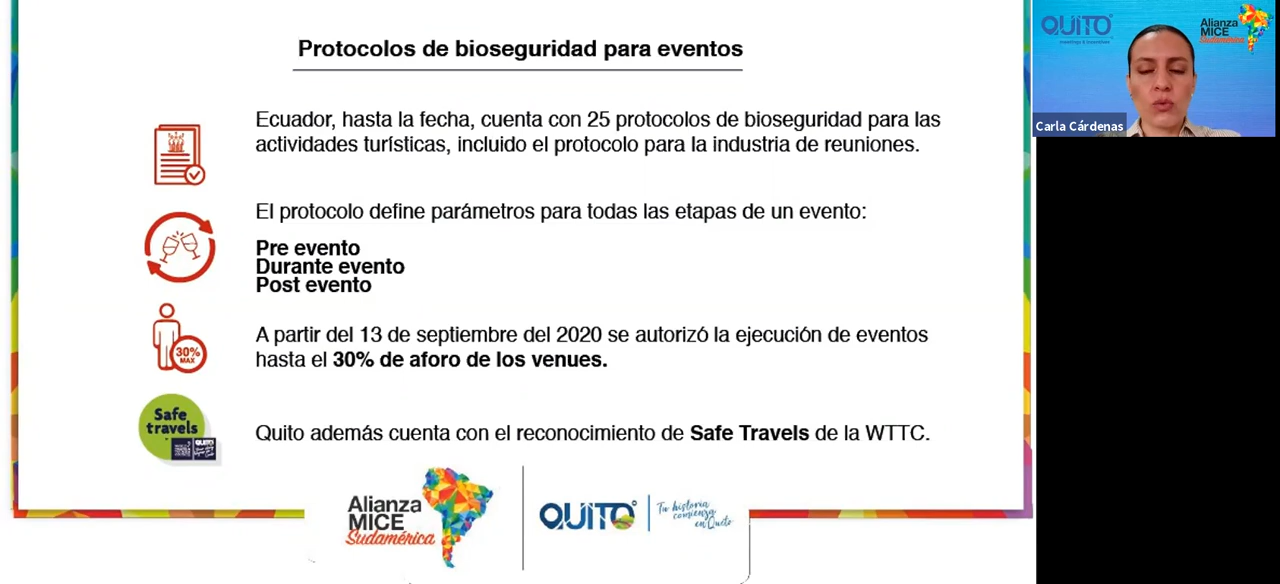 Protocolos de bioseguridad para eventos
Ecuador, hasta la fecha, cuenta con 25 protocolos de bioseguridad para las
actividades turísticas, incluido el protocolo para la industria de reuniones.
El protocolo define parámetros para todas las etapas de un evento:
Pre evento
Durante evento
Post evento
30%
MAX
A partir del 13 de septiembre del 2020 se autorizó la ejecución de eventos
hasta el 30% de aforo de los venues.
Safe
travels
QUITO
Quito además cuenta con el reconocimiento de Safe Travels de la WTTC.
Alianza
MICE
Sudamérica
QUITO
Tu historia
comienza
en Quito
QUITO
meetings & incentives
Alianza
MICE
Sudamérica
Carla Cárdenas